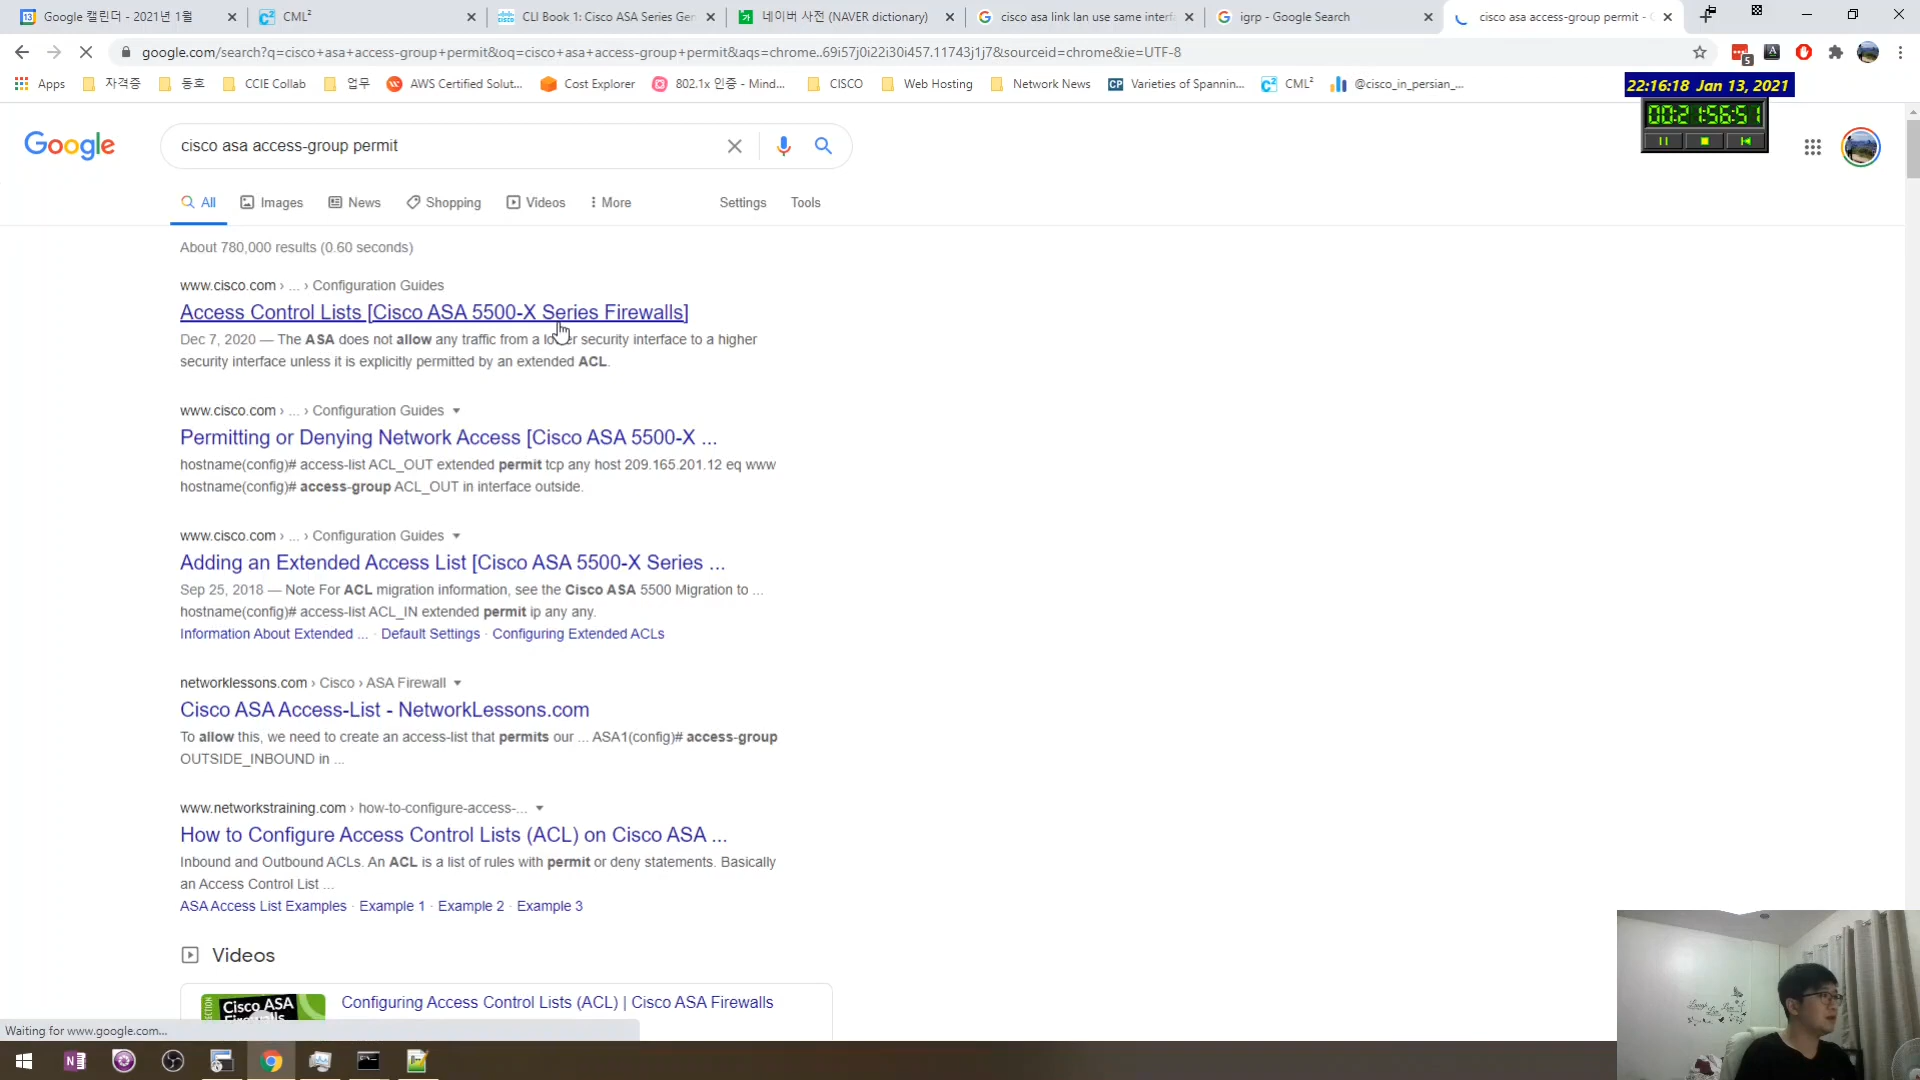 Google 캘린더 - 2021년 1월
CML²
CLI Book 1: Cisco ASA Series Gen
네이버 사전 (NAVER dictionary)
cisco asa link lan use same interf
igrp - Google Search
cisco asa access-group permit -
google.com/search?q=cisco+asa+access-group+permit&oq=cisco+asa+access-group+permit&aqs=chrome..69i57j0i22i30i457.11743j1j7&sourceid=chrome&ie=UTF-8
5
Apps
자격증
동호
CCIE Collab
업무
AWS Certified Solut...
Cost Explorer
802.1x 인증 - Mind...
CISCO
Web Hosting
Network News
CP Varieties of Spannin...
CML²
@cisco_in_persian_...
22:16:18 Jan 13, 2021
00:21:56:51
Google
cisco asa access-group permit
All
Images
News
Shopping
Videos
More
Settings
Tools
About 780,000 results (0.60 seconds)
www.cisco.com › ... › Configuration Guides
Access Control Lists [Cisco ASA 5500-X Series Firewalls]
Dec 7, 2020 — The ASA does not allow any traffic from a lower security interface to a higher
security interface unless it is explicitly permitted by an extended ACL.
www.cisco.com › ... › Configuration Guides
Permitting or Denying Network Access [Cisco ASA 5500-X ...
hostname(config)# access-list ACL_OUT extended permit tcp any host 209.165.201.12 eq www
hostname(config)# access-group ACL_OUT in interface outside.
www.cisco.com › ... › Configuration Guides
Adding an Extended Access List [Cisco ASA 5500-X Series ...
Sep 25, 2018 — Note For ACL migration information, see the Cisco ASA 5500 Migration to ...
hostname(config)# access-list ACL_IN extended permit ip any any.
Information About Extended ... · Default Settings · Configuring Extended ACLs
networklessons.com › Cisco › ASA Firewall
Cisco ASA Access-List - NetworkLessons.com
To allow this, we need to create an access-list that permits our ... ASA1(config)# access-group
OUTSIDE_INBOUND in ...
www.networkstraining.com › how-to-configure-access-...
How to Configure Access Control Lists (ACL) on Cisco ASA ...
Inbound and Outbound ACLs. An ACL is a list of rules with permit or deny statements. Basically
an Access Control List ...
ASA Access List Examples · Example 1 · Example 2 · Example 3
Videos
Cisco ASA
Firewalls
Configuring Access Control Lists (ACL) | Cisco ASA Firewalls
Waiting for www.google.com...